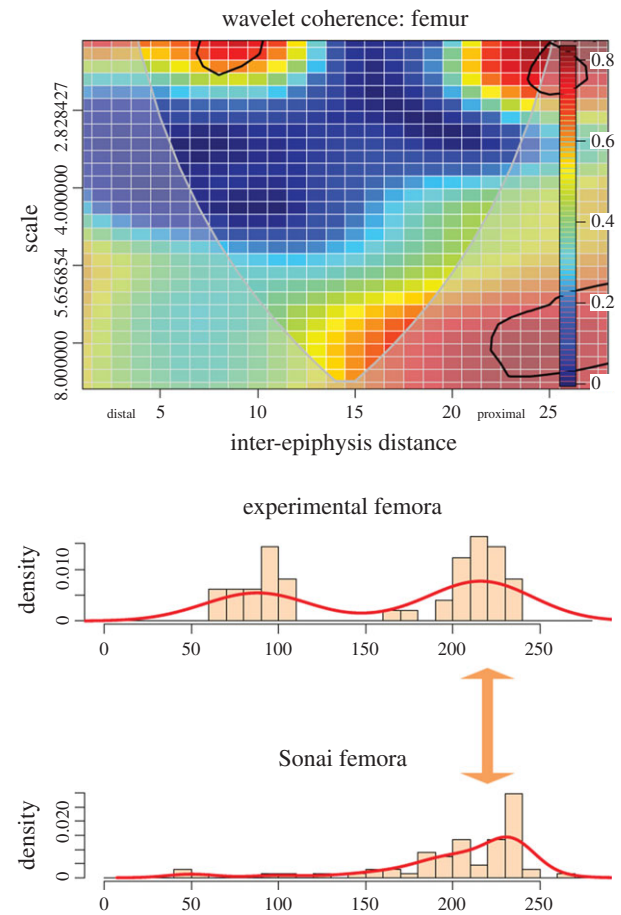 wavelet coherence: femur
scale
2.828427
4.000000
5.656854
8.000000
0.8
0.6
0.4
0.2
0
distal 5 10 15 20 proximal 25
inter-epiphysis distance
experimental femora
density
0.010
0
0 50 100 150 200 250
Sonai femora
density
0.020
0
0 50 100 150 200 250